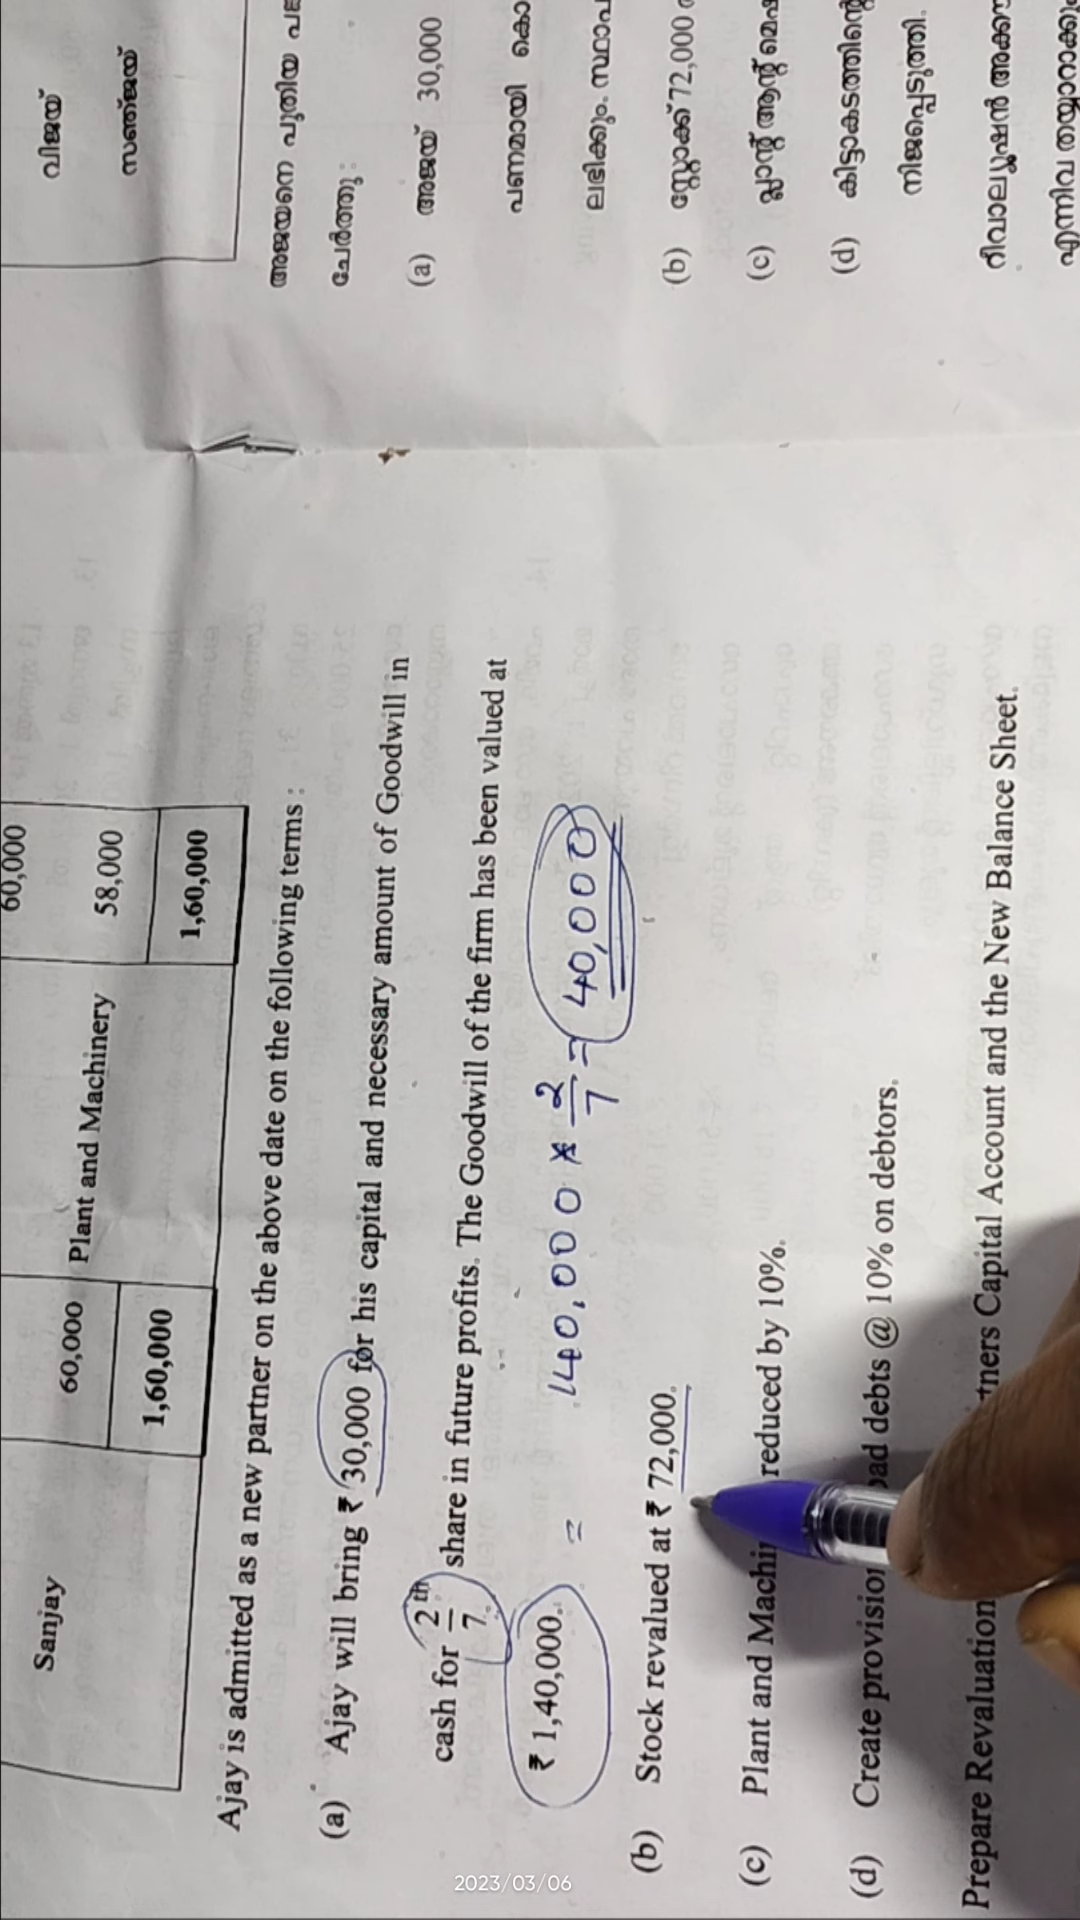 Sanjay 60,000 Plant and Machinery 58,000
60,000
1,60,000 1,60,000
Ajay is admitted as a new partner on the above date on the following terms :
(a) Ajay will bring ₹ 30,000 for his capital and necessary amount of Goodwill in
cash for 2/7 th share in future profits. The Goodwill of the firm has been valued at
₹ 1,40,000.
= 140,000 × 2/7 = 40,000
(b) Stock revalued at ₹ 72,000.
(c) Plant and Machi reduced by 10%.
(d) Create provision bad debts @ 10% on debtors.
Prepare Revaluation tners Capital Account and the New Balance Sheet.
വിജയ്
സഞ്ജയ്
അജയനെ പുതിയ
ചേർത്തു :
(a) അജയ് 30,000
പണമായി
ലഭിക്കും.
(b) സ്റ്റോക്ക് 72,000
(c) പ്ലാന്റ് ആന്റ്
(d) കിട്ടാകടത്തിന്റെ
നിജപ്പെടുത്തി.
റീവാല്യൂഷൻ
എന്നിവ
2023/03/06